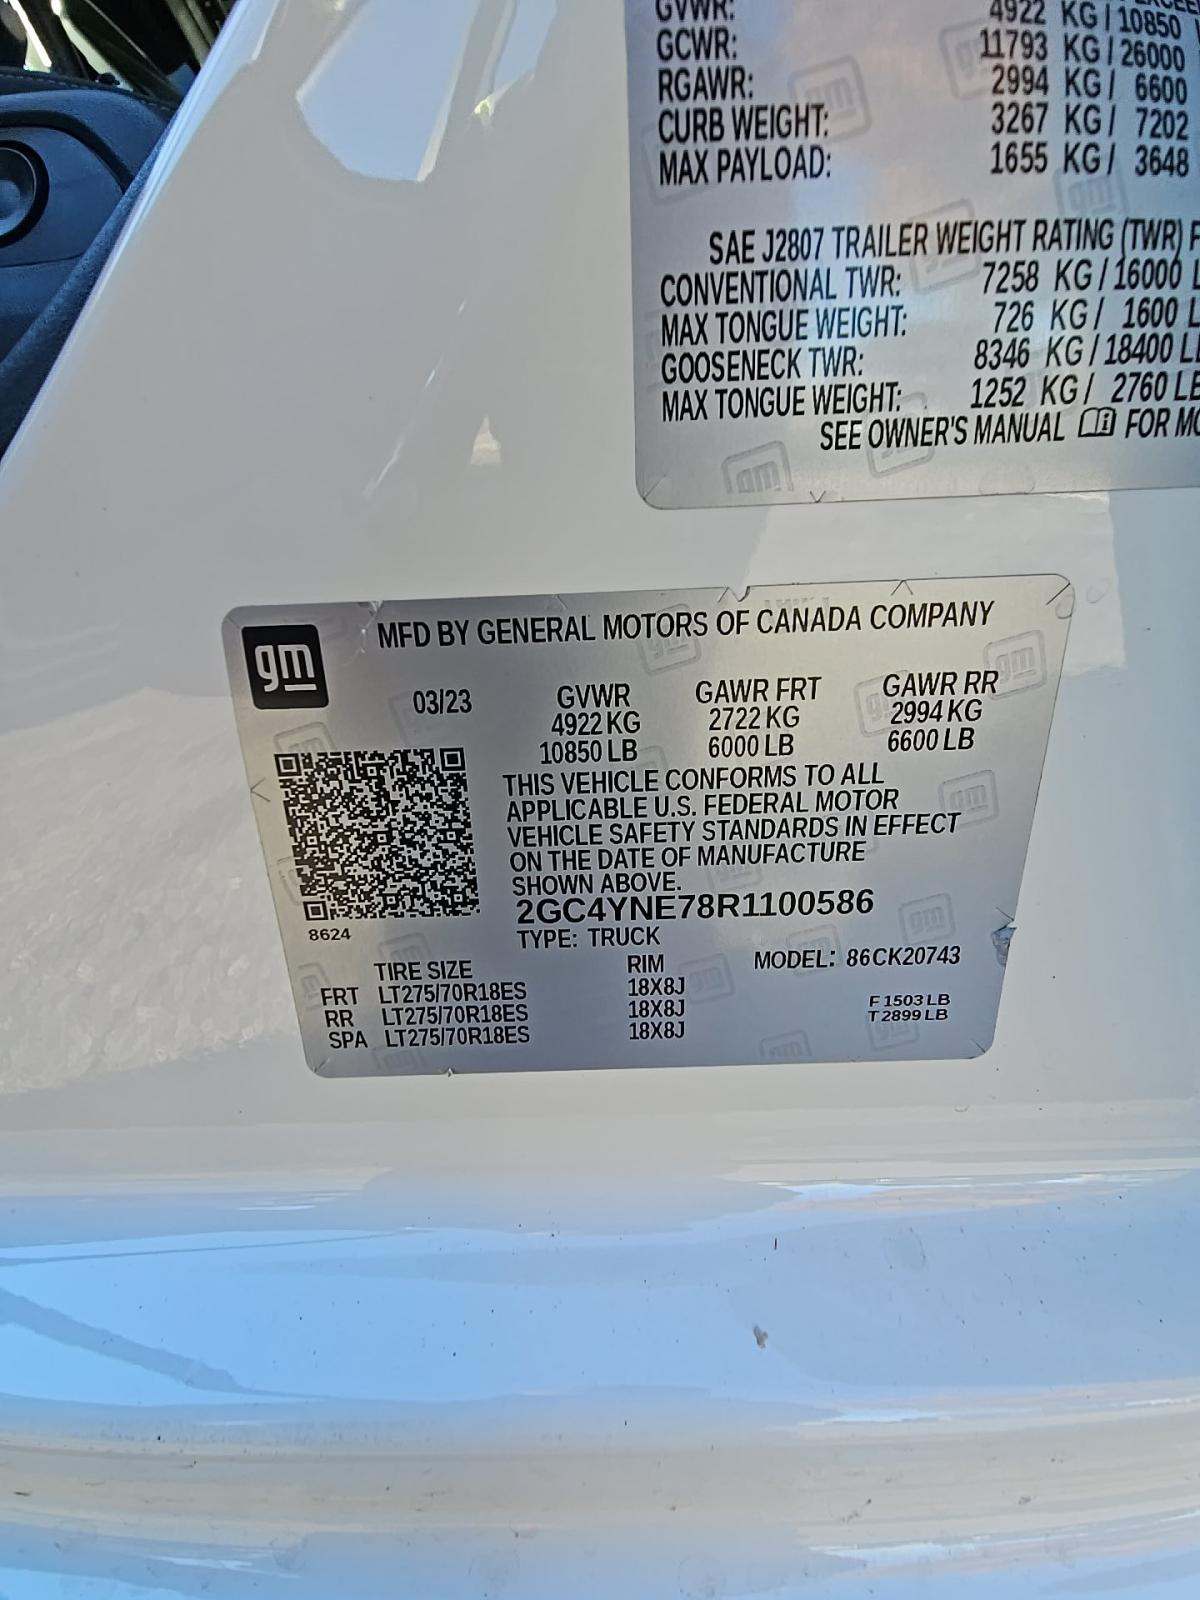 GVWR: 4922 KG / 10850
GCWR: 11793 KG / 26000
RGAWR: 2994 KG / 6600
CURB WEIGHT: 3267 KG / 7202
MAX PAYLOAD: 1655 KG / 3648
SAE J2807 TRAILER WEIGHT RATING (TWR)
CONVENTIONAL TWR: 7258 KG / 16000 L
MAX TONGUE WEIGHT: 726 KG / 1600 L
GOOSENECK TWR: 8346 KG / 18400 LB
MAX TONGUE WEIGHT: 1252 KG / 2760 LB
SEE OWNER'S MANUAL FOR MO
gm
MFD BY GENERAL MOTORS OF CANADA COMPANY
03/23 GVWR GAWR FRT GAWR RR
4922 KG 2722 KG 2994 KG
10850 LB 6000 LB 6600 LB
THIS VEHICLE CONFORMS TO ALL
APPLICABLE U.S. FEDERAL MOTOR
VEHICLE SAFETY STANDARDS IN EFFECT
ON THE DATE OF MANUFACTURE
SHOWN ABOVE.
2GC4YNE78R1100586
8624
TYPE: TRUCK
MODEL: 86CK20743
TIRE SIZE RIM
FRT LT275/70R18ES 18X8J
RR LT275/70R18ES 18X8J
SPA LT275/70R18ES 18X8J
F 1503 LB
T 2899 LB